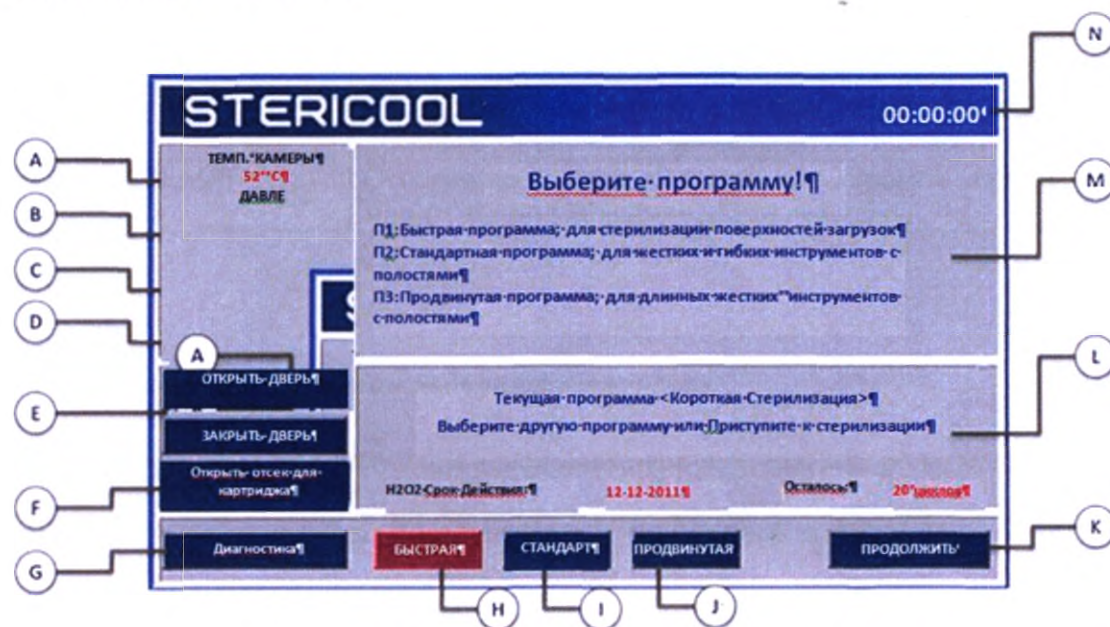 N
STERICOOL
00:00:00¶
A
ТЕМП.°КАМЕРЫ¶
52°°С¶
ДАВЛЕ
B
C
D
Выберите·программу!¶
M
П1:Быстрая·программа;·для·стерилизации·поверхностей·загрузок¶
П2:Стандартная·программа;·для·жестких·и·гибких·инструментов·с·
полостями¶
П3:Продвинутая·программа;·для·длинных·жестких°°инструментов·
с·полостями¶
A
ОТКРЫТЬ·ДВЕРЬ¶
E
ЗАКРЫТЬ·ДВЕРЬ¶
F
Открыть·отсек·для·
картриджа¶
L
Текущая·программа·<Короткая·Стерилизация>¶
Выберите·другую·программу·или·Приступите·к·стерилизации¶
H2O2·Срок·Действия:¶
12-12-2011¶
Осталось:¶
20°циклов¶
G
Диагностика¶
БЫСТРАЯ¶
СТАНДАРТ¶
ПРОДВИНУТАЯ
ПРОДОЛЖИТЬ
K
H
I
J